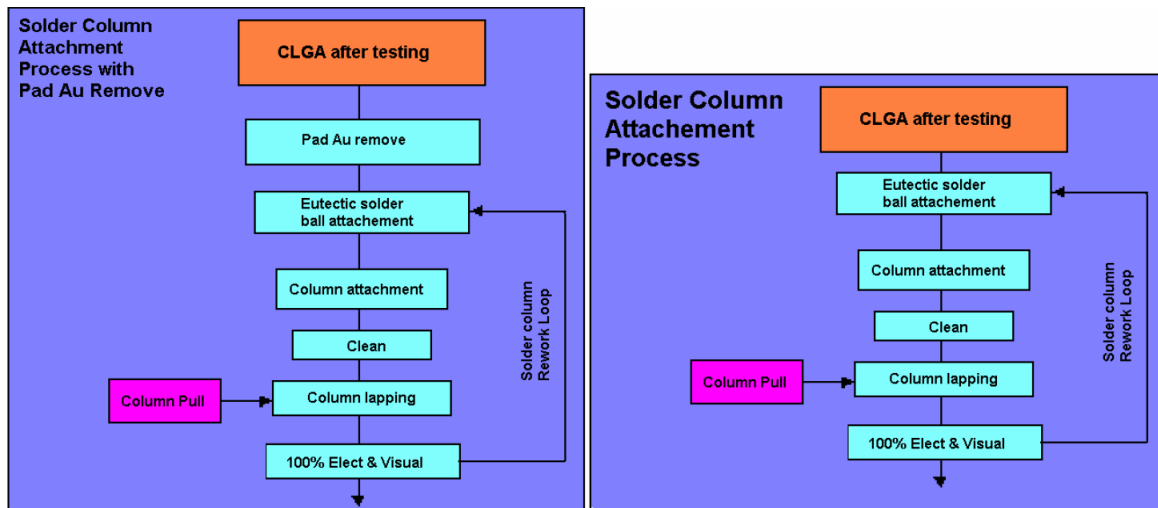 Solder Column
Attachment
Process with
Pad Au Remove
CLGA after testing
Pad Au remove
Eutectic solder
ball attachement
Column attachment
Clean
Column Pull
Column lapping
100% Elect & Visual
Solder column
Rework Loop
Solder Column
Attachement
Process
CLGA after testing
Eutectic solder
ball attachement
Column attachment
Clean
Column Pull
Column lapping
100% Elect & Visual
Solder column
Rework Loop